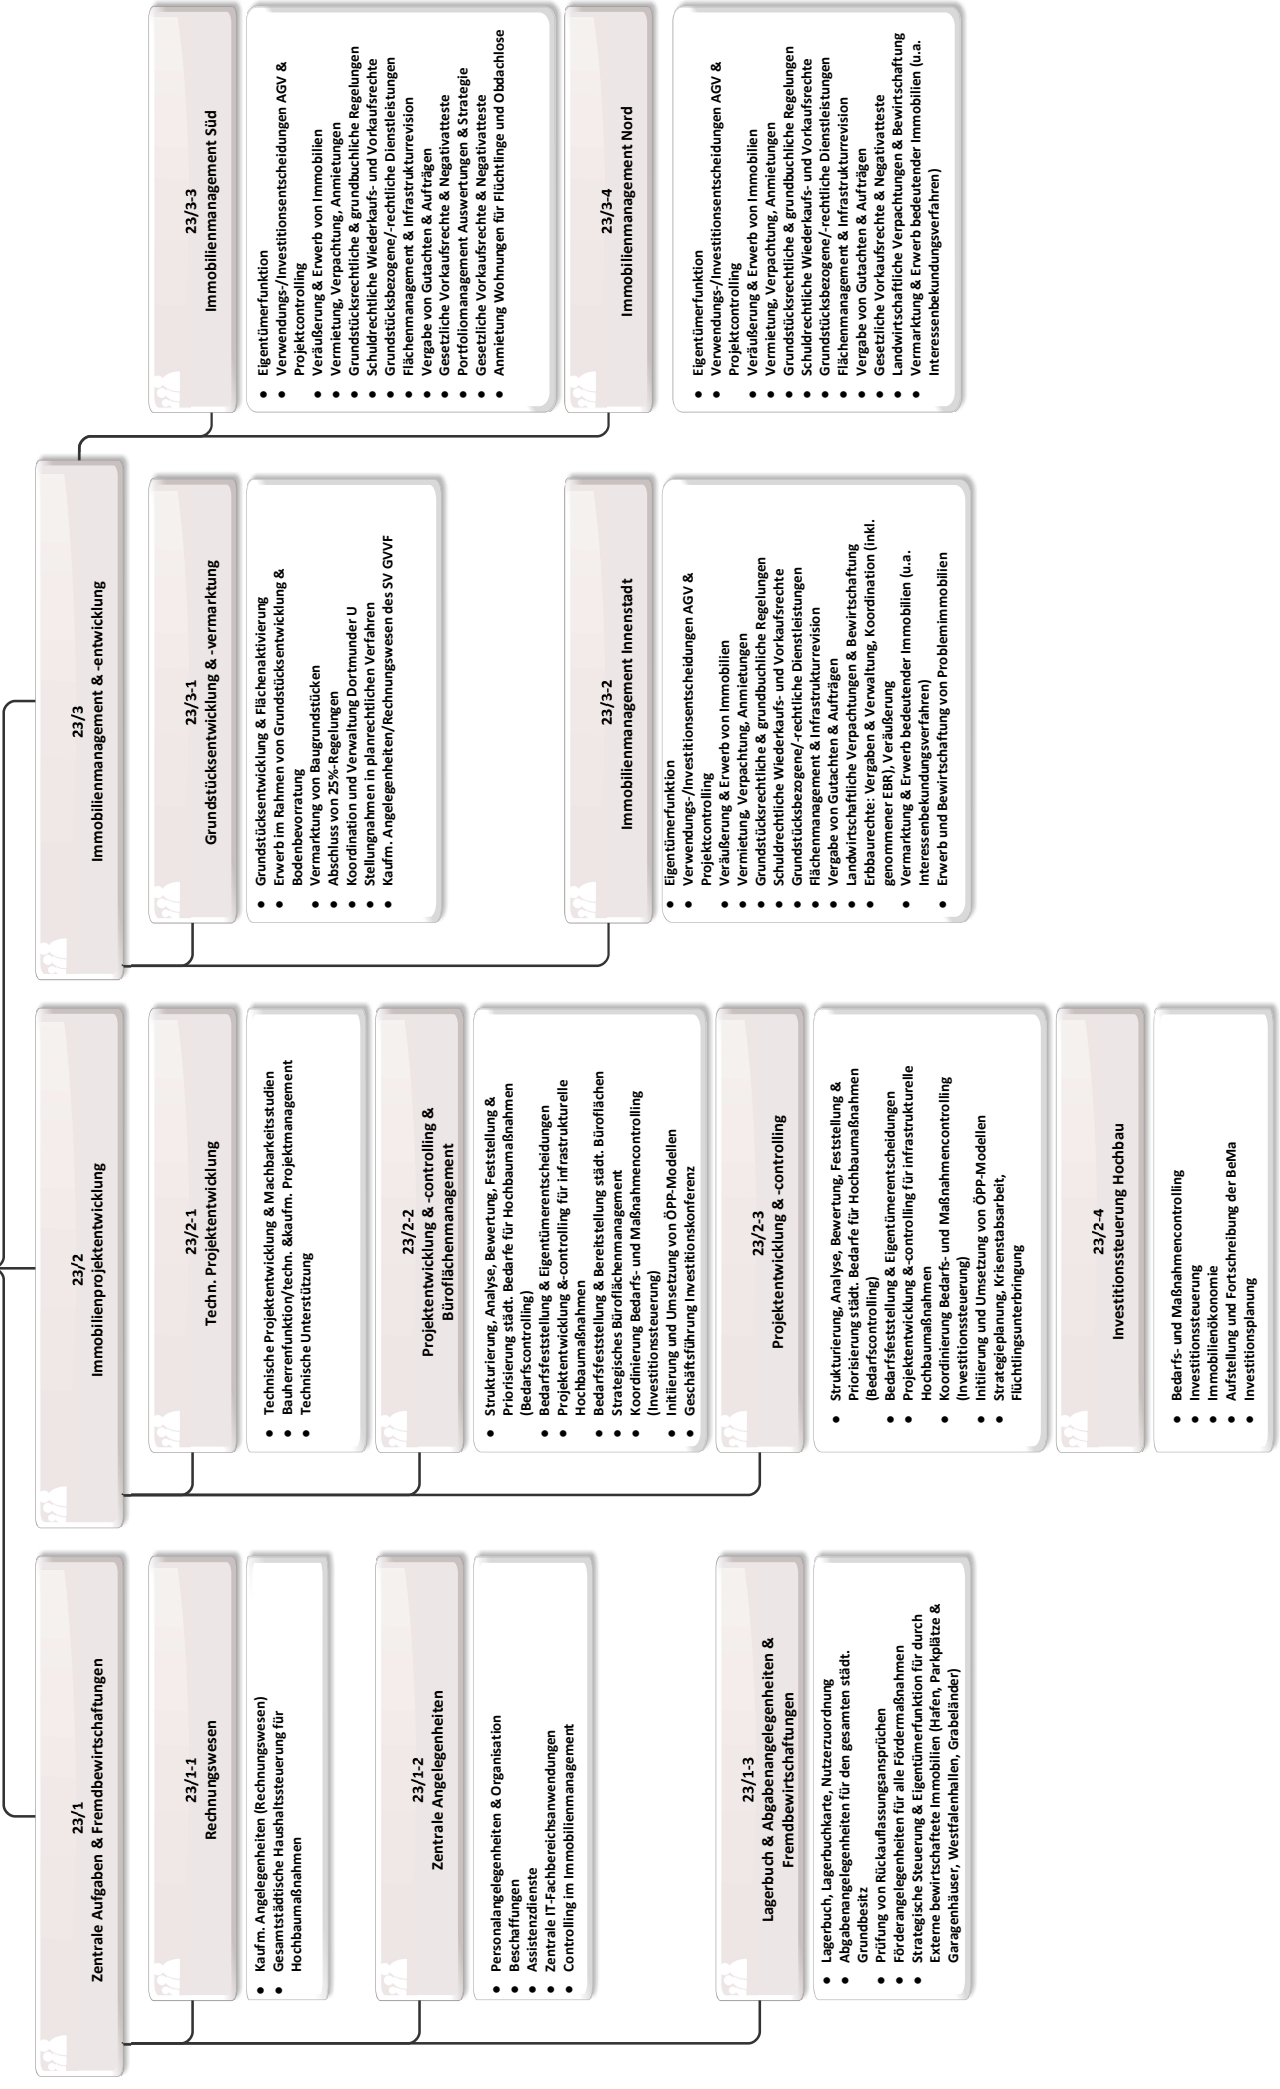 23/1
Zentrale Aufgaben & Fremdbewirtschaftungen
23/1-1
Rechnungswesen
• Kaufm. Angelegenheiten (Rechnungswesen)
• Gesamtstädtische Haushaltssteuerung für
Hochbaumaßnahmen
23/1-2
Zentrale Angelegenheiten
• Personalangelegenheiten & Organisation
• Beschaffungen
• Assistenzdienste
• Zentrale IT-Fachbereichsanwendungen
• Controlling im Immobilienmanagement
23/1-3
Lagerbuch & Abgabenangelegenheiten &
Fremdbewirtschaftungen
• Lagerbuch, Lagerbuchkarte, Nutzerzuordnung
• Abgabenangelegenheiten für den gesamten städt.
Grundbesitz
• Prüfung von Rückauflassungsansprüchen
• Förderangelegenheiten für alle Fördermaßnahmen
• Strategische Steuerung & Eigentümerfunktion für durch
Externe bewirtschaftete Immobilien (Hafen, Parkplätze &
Garagenhäuser, Westfalenhallen, Grabeländer)
23/2
Immobilienprojektentwicklung
23/2-1
Techn. Projektentwicklung
• Technische Projektentwicklung & Machbarkeitsstudien
• Bauherrenfunktion/techn. &kaufm. Projektmanagement
• Technische Unterstützung
23/2-2
Projektentwicklung & -controlling &
Büroflächenmanagement
• Strukturierung, Analyse, Bewertung, Feststellung &
Priorisierung städt. Bedarfe für Hochbaumaßnahmen
(Bedarfscontrolling)
• Bedarfsfeststellung & Eigentümerentscheidungen
• Projektentwicklung &-controlling für infrastrukturelle
Hochbaumaßnahmen
• Bedarfsfeststellung & Bereitstellung städt. Büroflächen
• Strategisches Büroflächenmanagement
• Koordinierung Bedarfs- und Maßnahmencontrolling
(Investitionssteuerung)
• Initiierung und Umsetzung von ÖPP-Modellen
• Geschäftsführung Investitionskonferenz
23/2-3
Projektentwicklung & -controlling
• Strukturierung, Analyse, Bewertung, Feststellung &
Priorisierung städt. Bedarfe für Hochbaumaßnahmen
(Bedarfscontrolling)
• Bedarfsfeststellung & Eigentümerentscheidungen
• Projektentwicklung &-controlling für infrastrukturelle
Hochbaumaßnahmen
• Koordinierung Bedarfs- und Maßnahmencontrolling
(Investitionssteuerung)
• Initiierung und Umsetzung von ÖPP-Modellen
• Strategieplanung, Krisenstabsarbeit,
Flüchtlingsunterbringung
23/2-4
Investitionssteuerung Hochbau
• Bedarfs- und Maßnahmencontrolling
• Investitionssteuerung
• Immobilienökonomie
• Aufstellung und Fortschreibung der BeMa
• Investitionsplanung
23/3
Immobilienmanagement & -entwicklung
23/3-1
Grundstücksentwicklung & -vermarktung
• Grundstücksentwicklung & Flächenaktivierung
• Erwerb im Rahmen von Grundstücksentwicklung &
Bodenbevorratung
• Vermarktung von Baugrundstücken
• Abschluss von 25%-Regelungen
• Koordination und Verwaltung Dortmunder U
• Stellungnahmen in planrechtlichen Verfahren
• Kaufm. Angelegenheiten/Rechnungswesen des SV GVVF
23/3-2
Immobilienmanagement Innenstadt
• Eigentümerfunktion
• Verwendungs-/Investitionsentscheidungen AGV &
Projektcontrolling
• Veräußerung & Erwerb von Immobilien
• Vermietung, Verpachtung, Anmietungen
• Grundstücksrechtliche & grundbuchliche Regelungen
• Schuldrechtliche Wiederkaufs- und Vorkaufsrechte
• Grundstücksbezogene/-rechtliche Dienstleistungen
• Flächenmanagement & Infrastrukturrevision
• Vergabe von Gutachten & Aufträgen
• Landwirtschaftliche Verpachtungen & Bewirtschaftung
• Erbbaurechte: Vergaben & Verwaltung, Koordination (inkl.
genommener EBR), Veräußerung
• Vermarktung & Erwerb bedeutender Immobilien (u.a.
Interessenbekundungsverfahren)
• Erwerb und Bewirtschaftung von Problemimmobilien
23/3-3
Immobilienmanagement Süd
• Eigentümerfunktion
• Verwendungs-/Investitionsentscheidungen AGV &
Projektcontrolling
• Veräußerung & Erwerb von Immobilien
• Vermietung, Verpachtung, Anmietungen
• Grundstücksrechtliche & grundbuchliche Regelungen
• Schuldrechtliche Wiederkaufs- und Vorkaufsrechte
• Grundstücksbezogene/-rechtliche Dienstleistungen
• Flächenmanagement & Infrastrukturrevision
• Vergabe von Gutachten & Aufträgen
• Gesetzliche Vorkaufsrechte & Negativatteste
• Portfoliomanagement Auswertungen & Strategie
• Gesetzliche Vorkaufsrechte & Negativatteste
• Anmietung Wohnungen für Flüchtlinge und Obdachlose
23/3-4
Immobilienmanagement Nord
• Eigentümerfunktion
• Verwendungs-/Investitionsentscheidungen AGV &
Projektcontrolling
• Veräußerung & Erwerb von Immobilien
• Vermietung, Verpachtung, Anmietungen
• Grundstücksrechtliche & grundbuchliche Regelungen
• Schuldrechtliche Wiederkaufs- und Vorkaufsrechte
• Grundstücksbezogene/-rechtliche Dienstleistungen
• Flächenmanagement & Infrastrukturrevision
• Vergabe von Gutachten & Aufträgen
• Gesetzliche Vorkaufsrechte & Negativatteste
• Landwirtschaftliche Verpachtungen & Bewirtschaftung
• Vermarktung & Erwerb bedeutender Immobilien (u.a.
Interessenbekundungsverfahren)